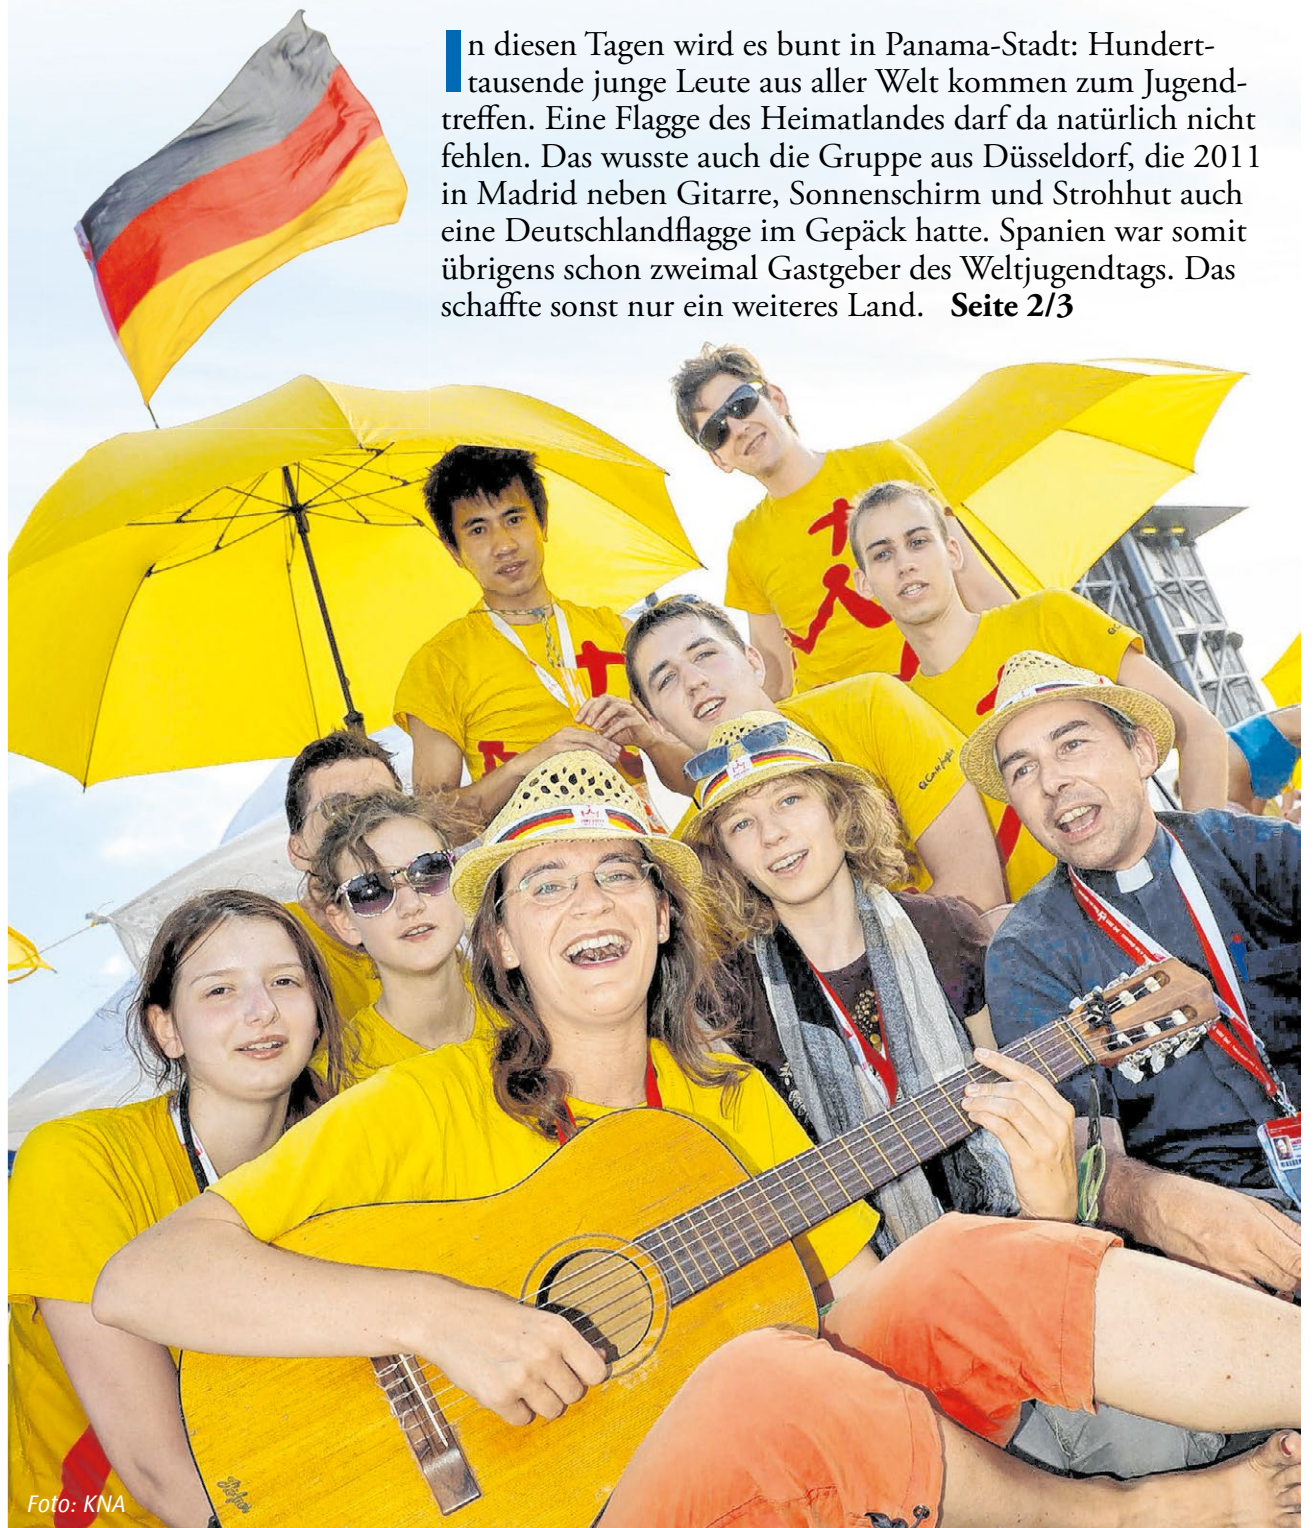 In diesen Tagen wird es bunt in Panama-Stadt: Hundert-
tausende junge Leute aus aller Welt kommen zum Jugend-
treffen. Eine Flagge des Heimatlandes darf da natürlich nicht
fehlen. Das wusste auch die Gruppe aus Düsseldorf, die 2011
in Madrid neben Gitarre, Sonnenschirm und Strohhut auch
eine Deutschlandflagge im Gepäck hatte. Spanien war somit
übrigens schon zweimal Gastgeber des Weltjugendtags. Das
schaffte sonst nur ein weiteres Land. Seite 2/3
Foto: KNA